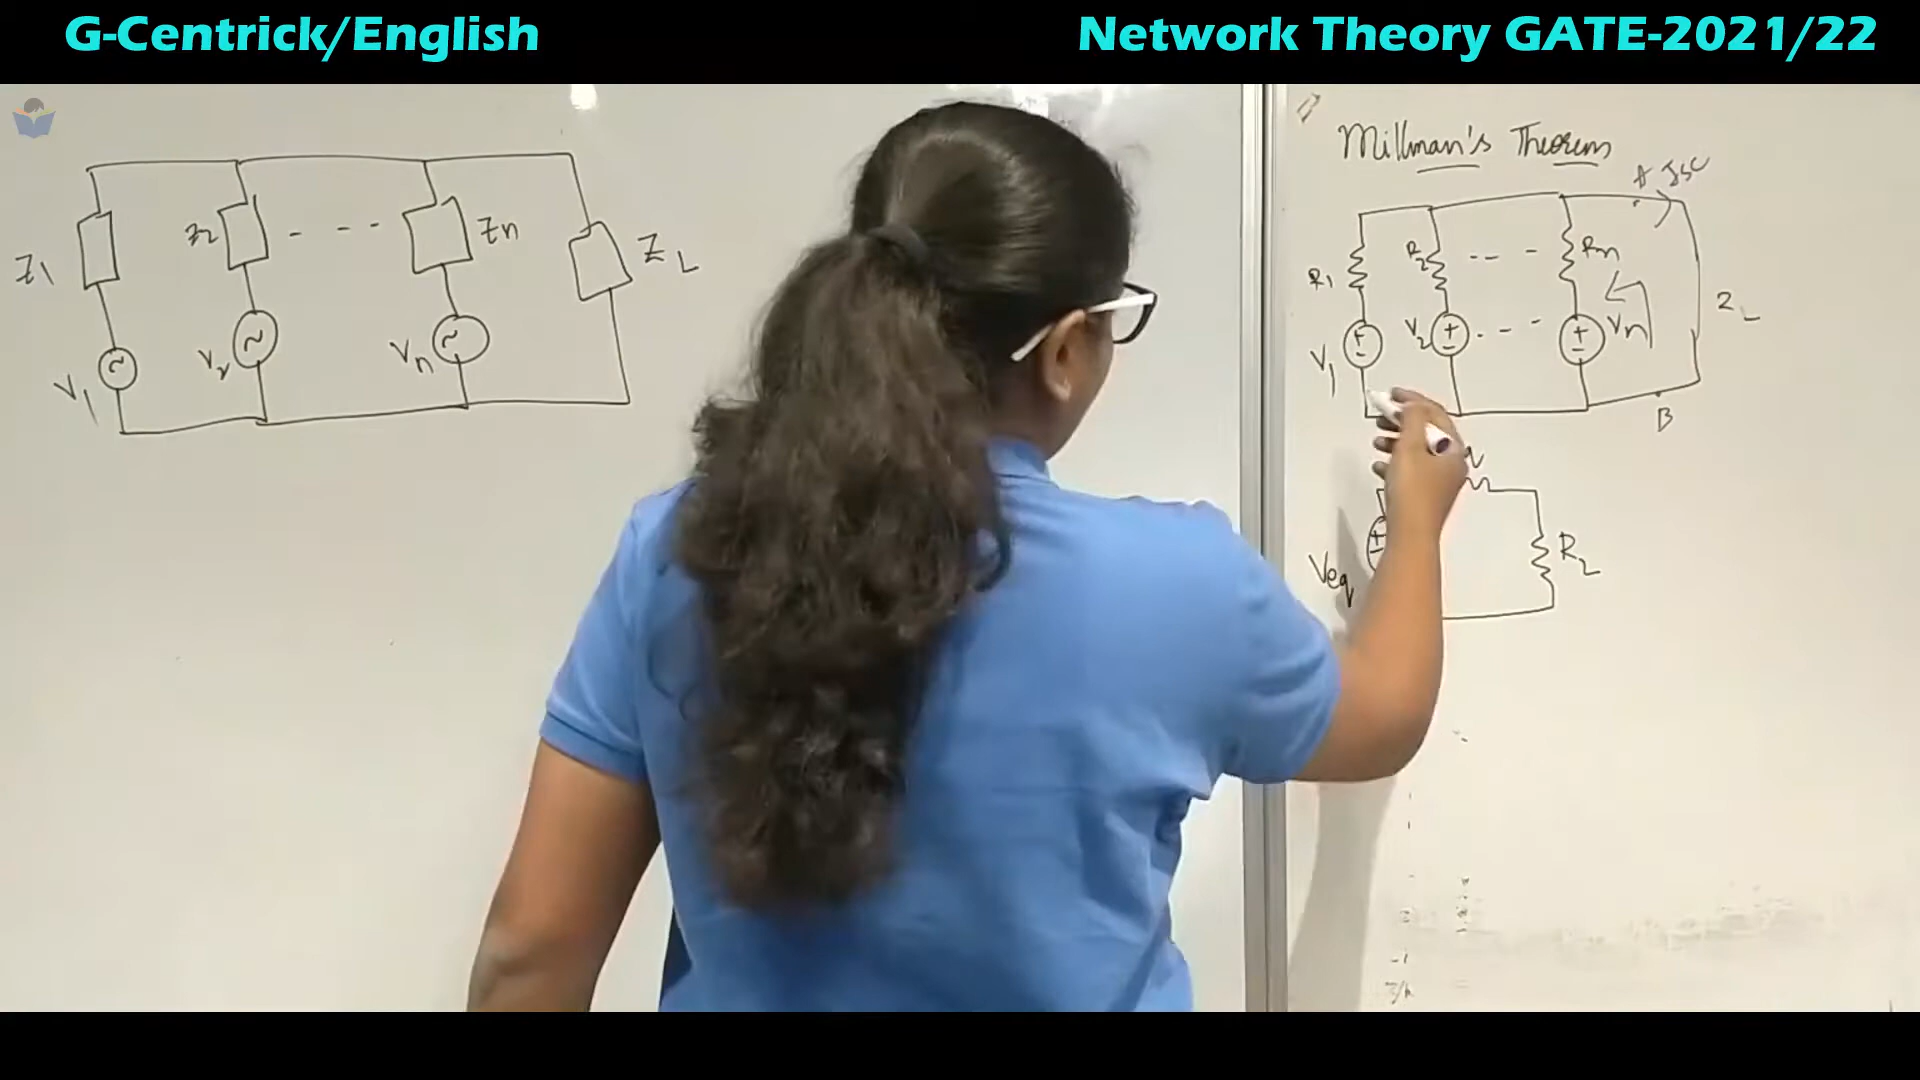 G-Centrick/English
Network Theory GATE-2021/22
Z1
Z2
Zn
ZL
V1
V2
Vn
Millman's Theorem
A
Isc
R1
R2
Rn
V1
V2
Vn
B
Veq